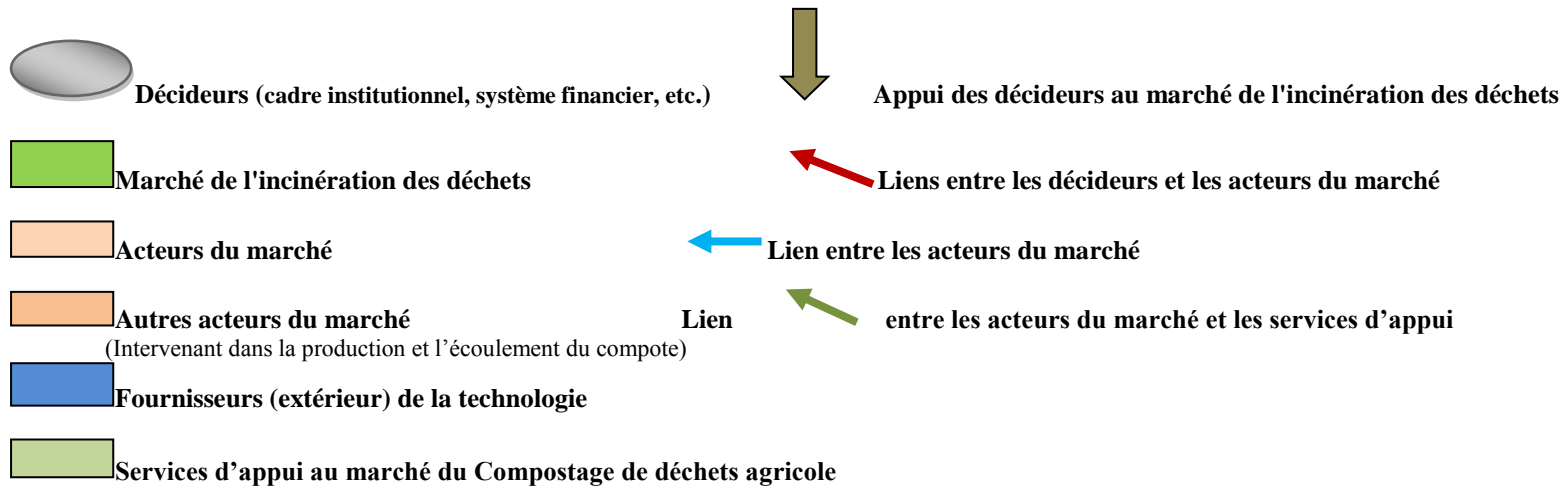 Décideurs (cadre institutionnel, système financier, etc.)
Appui des décideurs au marché de l'incinération des déchets
Marché de l'incinération des déchets
Liens entre les décideurs et les acteurs du marché
Acteurs du marché
Lien entre les acteurs du marché
Autres acteurs du marché
Lien entre les acteurs du marché et les services d’appui
(Intervenant dans la production et l’écoulement du compote)
Fournisseurs (extérieur) de la technologie
Services d’appui au marché du Compostage de déchets agricole